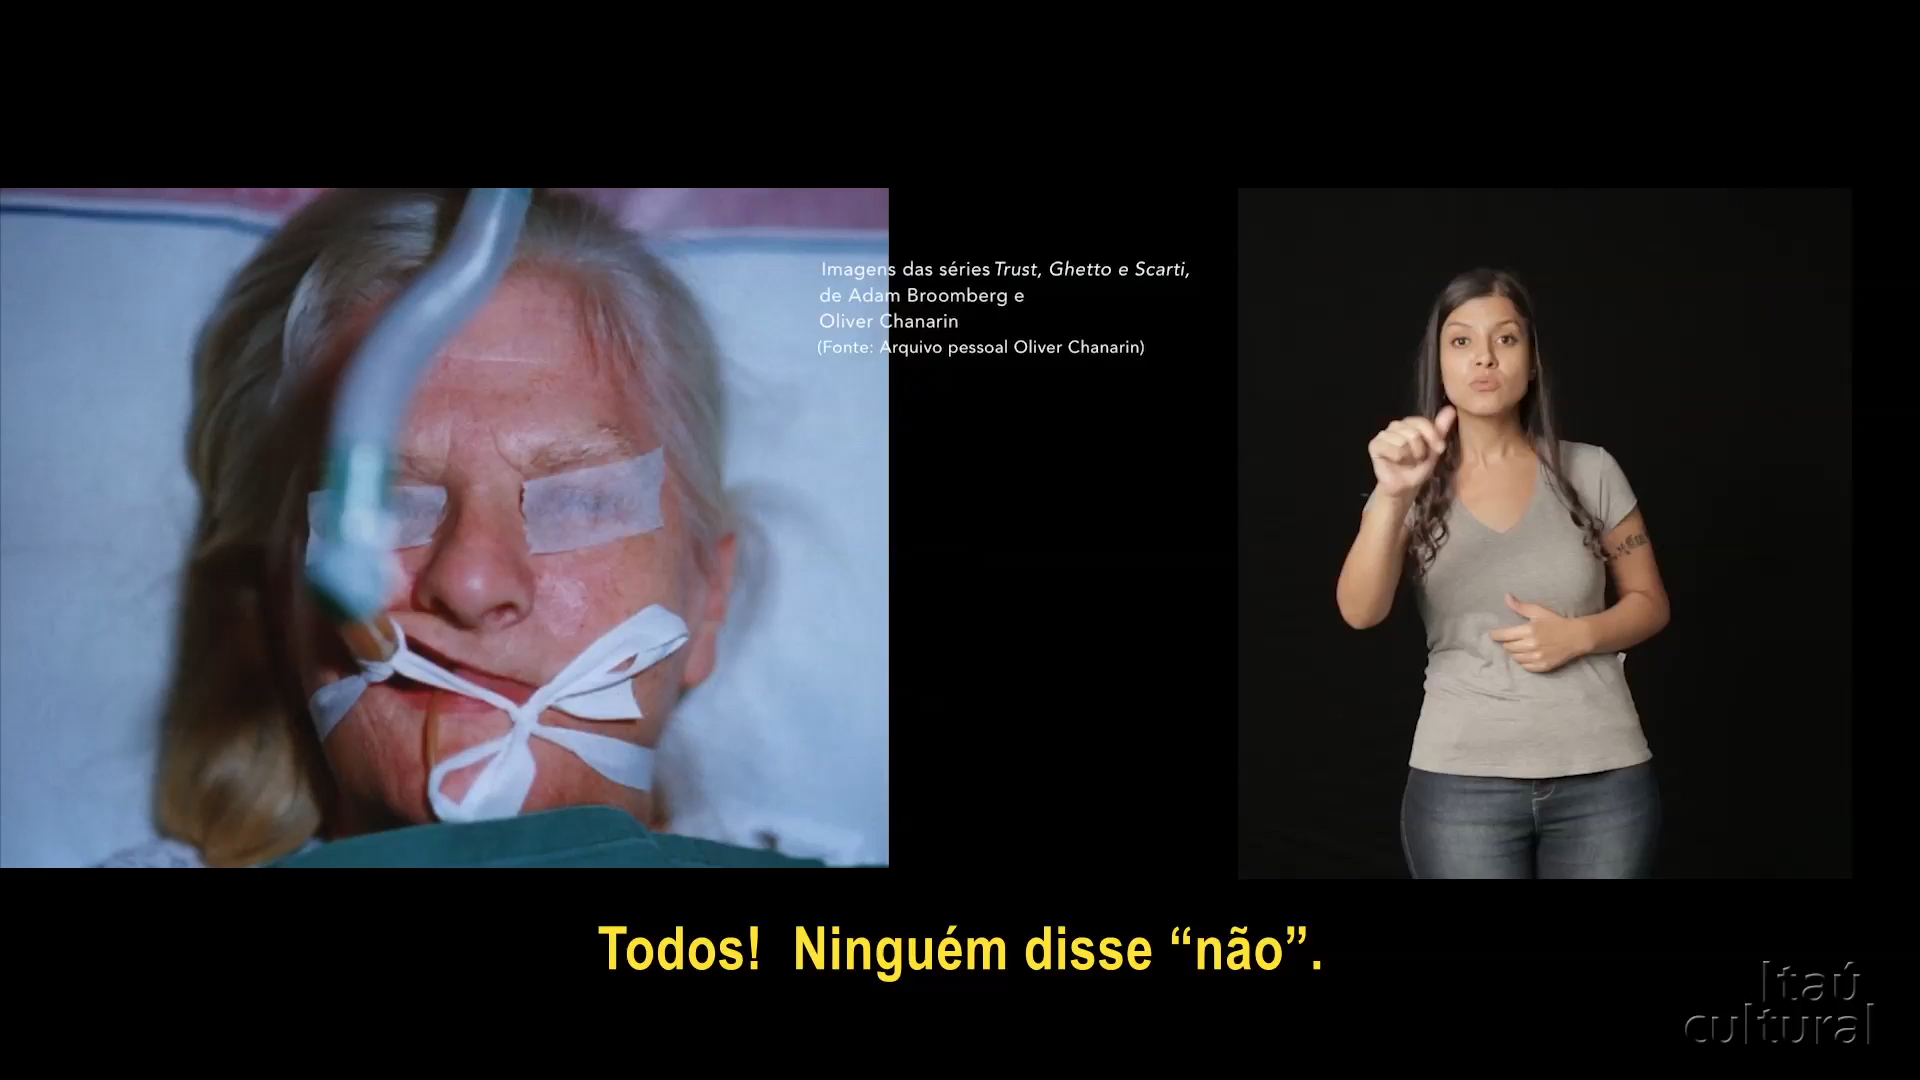 Imagens das séries Trust, Ghetto e Scarti,
de Adam Broomberg e
Oliver Chanarin
(Fonte: Arquivo pessoal Oliver Chanarin)
Todos! Ninguém disse “não”.
Itaú
cultural